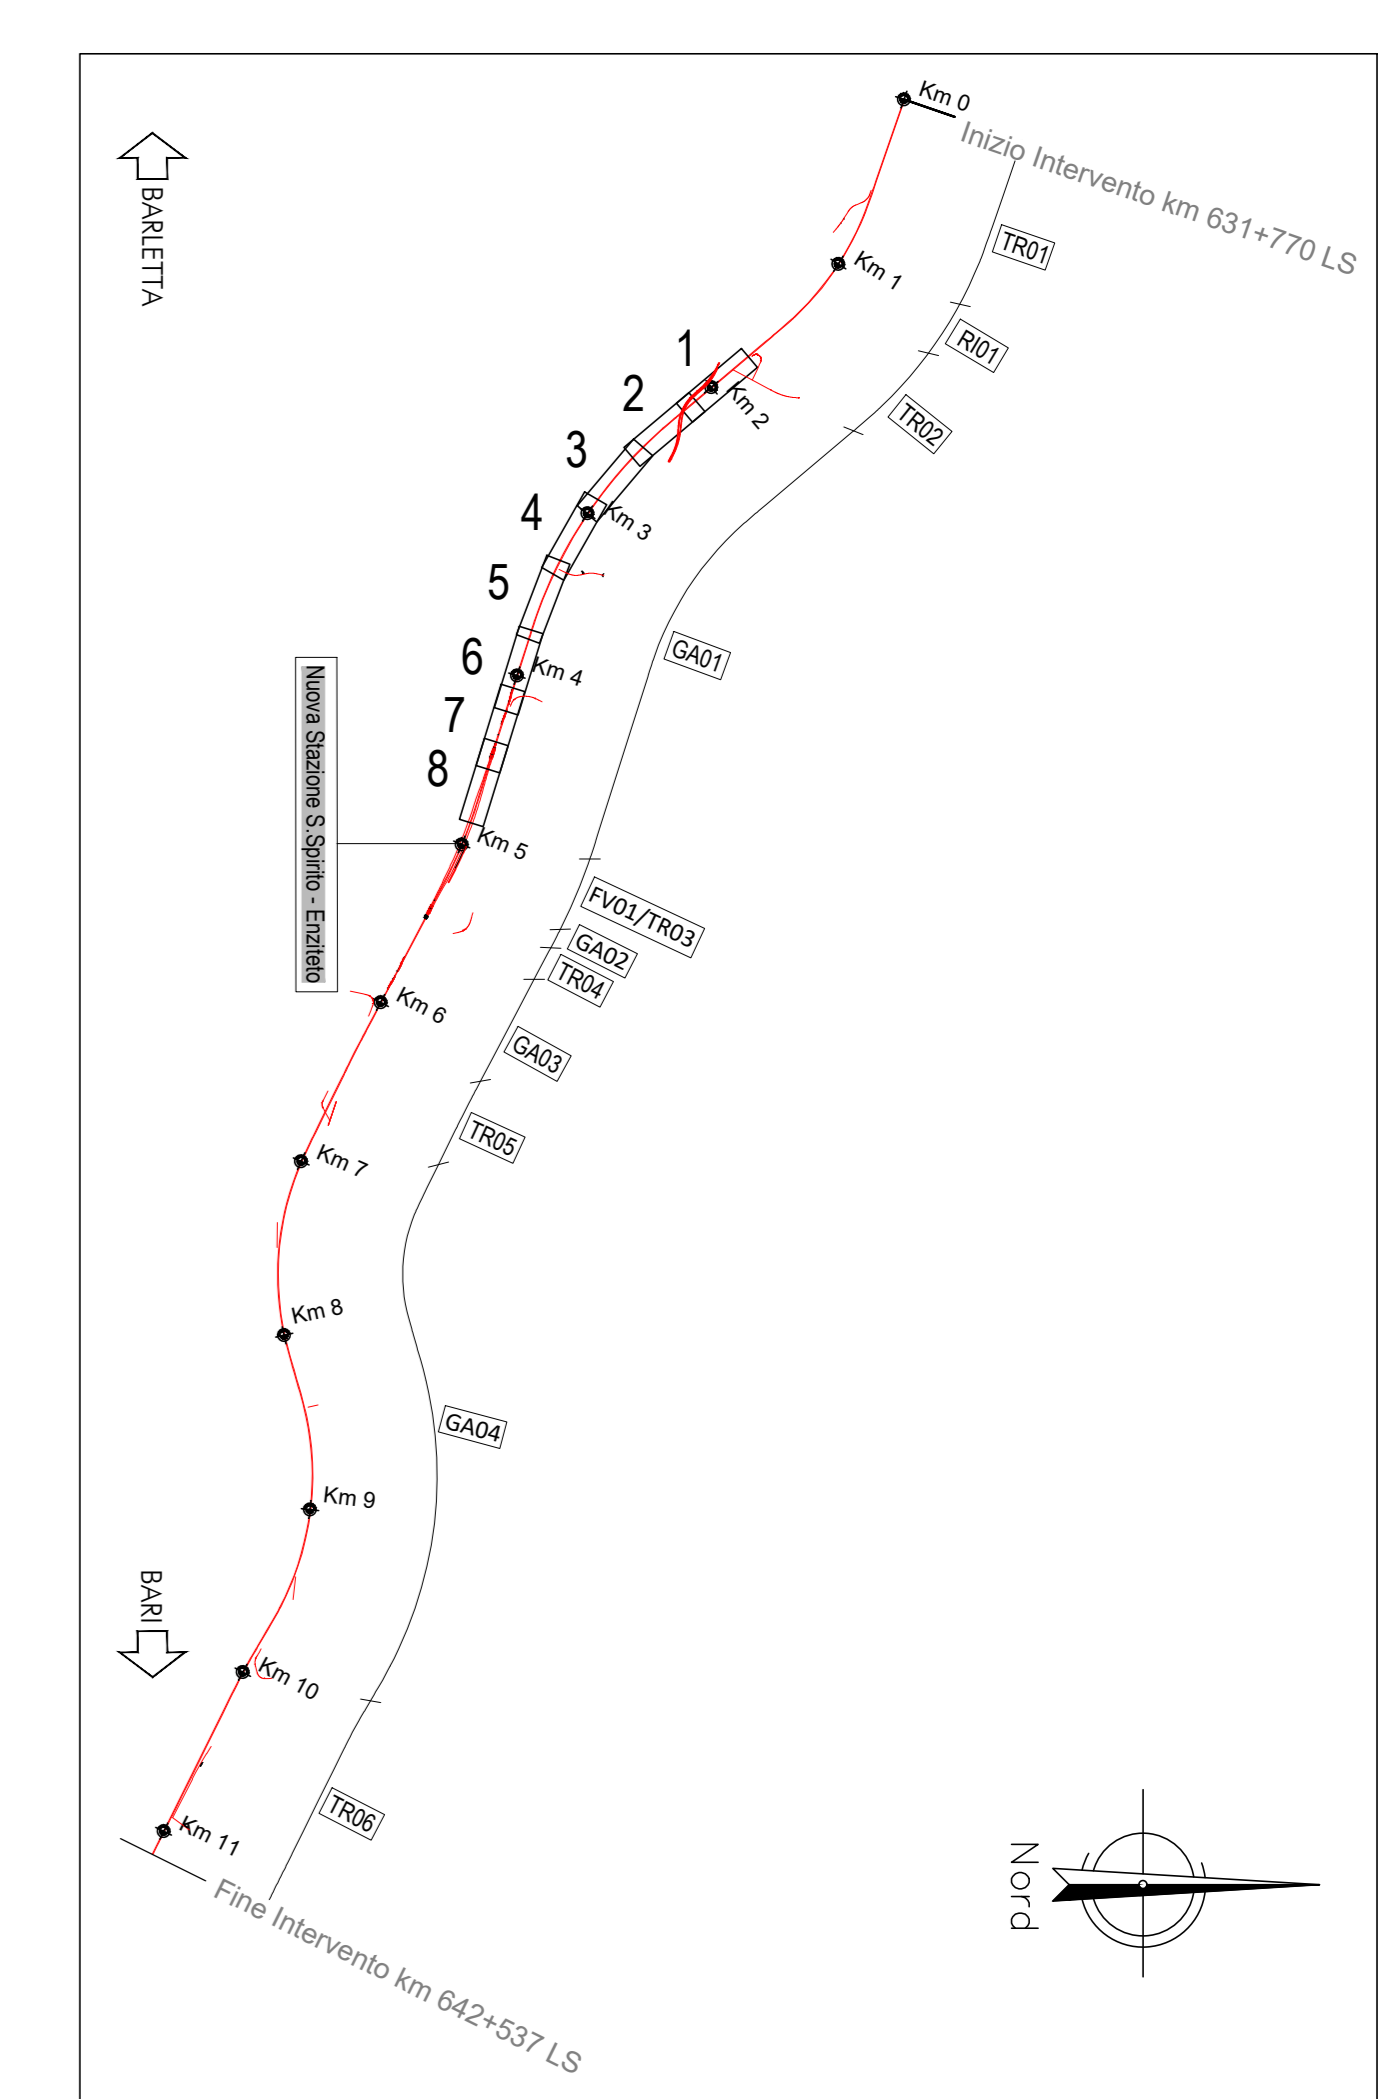 Km 0
Inizio Intervento km 631+770 LS
BARLETTA
TR01
Km 1
RI01
1
Km 2
2
TR02
3
4
Km 3
5
GA01
6
Km 4
7
8
Nuova Stazione S.Spirito - Enziteto
Km 5
FV01/TR03
GA02
TR04
Km 6
GA03
TR05
Km 7
Km 8
GA04
Km 9
BARI
Km 10
TR06
Km 11
Fine Intervento km 642+537 LS
Nord